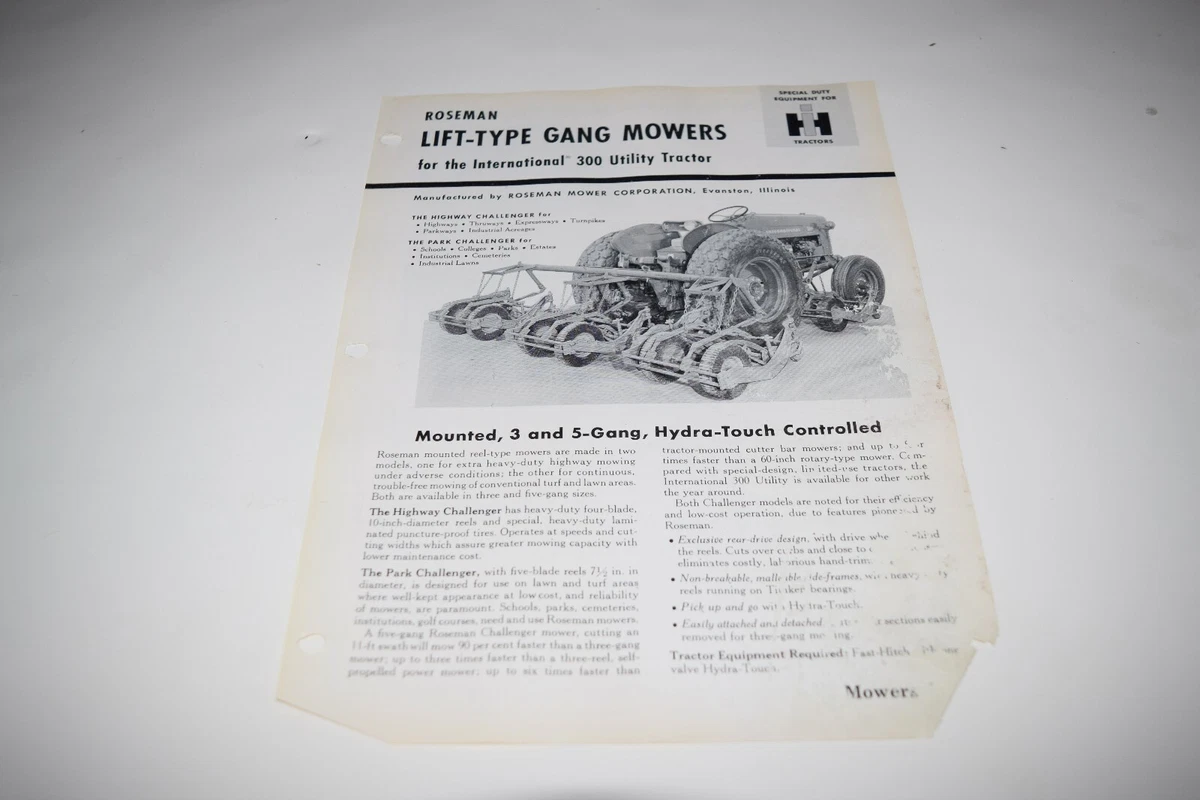 ROSEMAN
LIFT-TYPE GANG MOWERS
for the International 300 Utility Tractor
SPECIAL DUTY
EQUIPMENT FOR
IH
TRACTORS
Manufactured by ROSEMAN MOWER CORPORATION, Evanston, Illinois
THE HIGHWAY CHALLENGER for
• Highways • Thruways • Expressways • Turnpikes
• Parkways • Industrial Acreages
THE PARK CHALLENGER for
• Schools • Colleges • Parks • Estates
• Institutions • Cemeteries
• Industrial Lawns
Mounted, 3 and 5-Gang, Hydra-Touch Controlled
Roseman mounted reel-type mowers are made in two
models, one for extra heavy-duty highway mowing
under adverse conditions; the other for continuous,
trouble-free mowing of conventional turf and lawn areas.
Both are available in three and five-gang sizes.
The Highway Challenger has heavy-duty four-blade,
10-inch-diameter reels and special, heavy-duty lami-
nated puncture-proof tires. Operates at speeds and cut-
ting widths which assure greater mowing capacity with
lower maintenance cost.
The Park Challenger, with five-blade reels 7½ in. in
diameter, is designed for use on lawn and turf areas
where well-kept appearance at low cost, and reliability
of mowers, are paramount. Schools, parks, cemeteries,
institutions, golf courses, need and use Roseman mowers.
A five-gang Roseman Challenger mower, cutting an
11-ft swath will mow 90 per cent faster than a three-gang
mower; up to three times faster than a three-reel, self-
propelled power mower; up to six times faster than
tractor-mounted cutter bar mowers; and up to
times faster than a 60-inch rotary-type mower. Com-
pared with special-design, limited-use tractors, the
International 300 Utility is available for other work
the year around.
Both Challenger models are noted for their efficiency
and low-cost operation, due to features pioneered by
Roseman.
• Exclusive rear-drive design, with drive behind
the reels. Cuts over curbs and close to
eliminates costly, laborious hand-trim
• Non-breakable, malleable side-frames, heavy
reels running on Timken bearings.
• Pick up and go with Hydra-Touch.
• Easily attached and detached. sections easily
removed for three-gang mowing.
Tractor Equipment Required: Fast-Hitch
valve Hydra-Touch.
Mowers